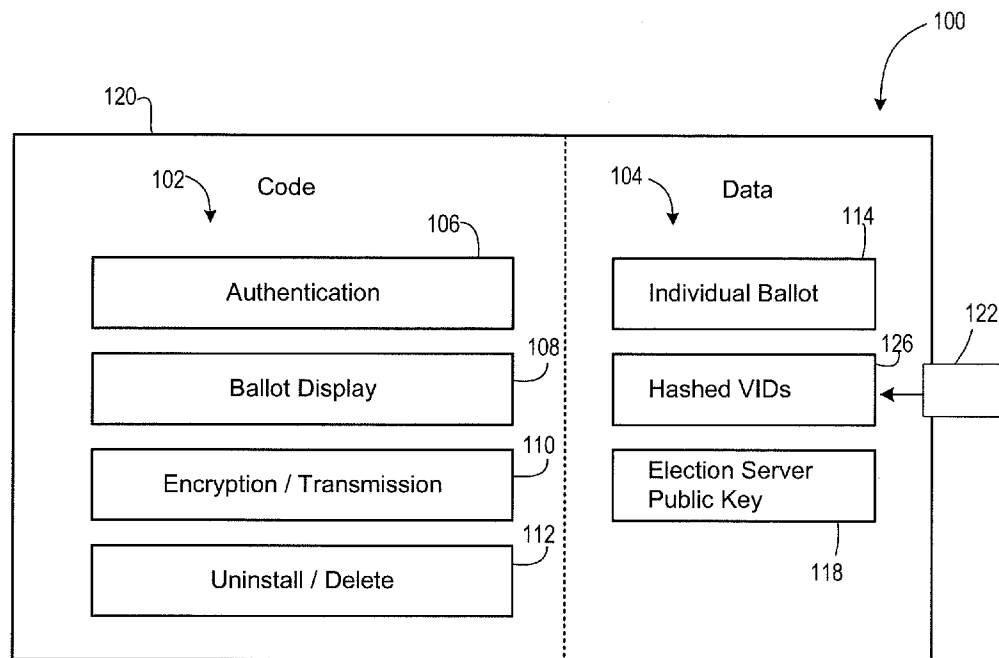 100
120
102
Code
104
Data
106
114
Authentication
Individual Ballot
122
108
126
Ballot Display
Hashed VIDs
110
Encryption / Transmission
Election Server
Public Key
112
118
Uninstall / Delete